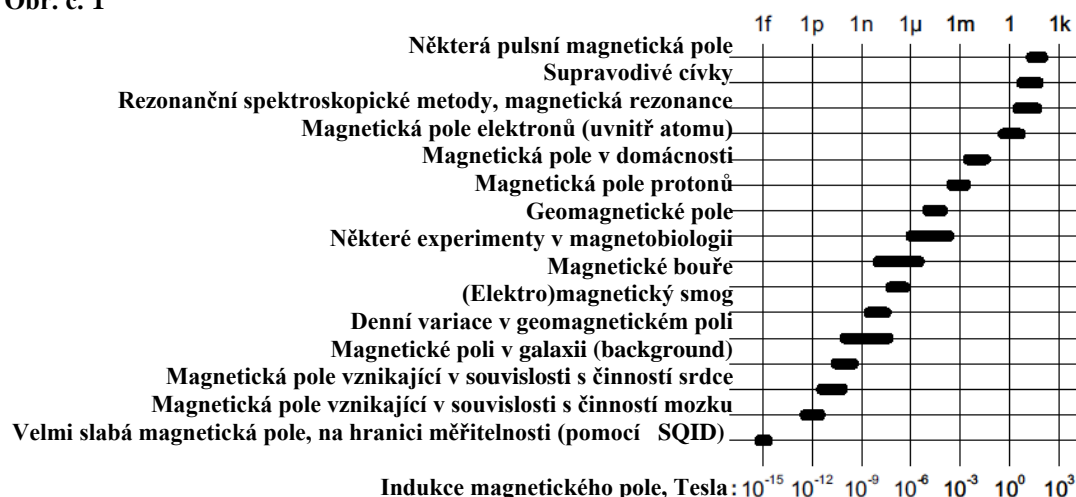 Obr. č. 1
1f 1p 1n 1µ 1m 1 1k
Některá pulsní magnetická pole
Supravodivé cívky
Rezonanční spektroskopické metody, magnetická rezonance
Magnetická pole elektronů (uvnitř atomu)
Magnetická pole v domácnosti
Magnetická pole protonů
Geomagnetické pole
Některé experimenty v magnetobiologii
Magnetické bouře
(Elektro)magnetický smog
Denní variace v geomagnetickém poli
Magnetické poli v galaxii (background)
Magnetická pole vznikající v souvislosti s činností srdce
Magnetická pole vznikající v souvislosti s činností mozku
Velmi slabá magnetická pole, na hranici měřitelnosti (pomocí SQID)
Indukce magnetického pole, Tesla: 10⁻¹⁵ 10⁻¹² 10⁻⁹ 10⁻⁶ 10⁻³ 10⁰ 10³